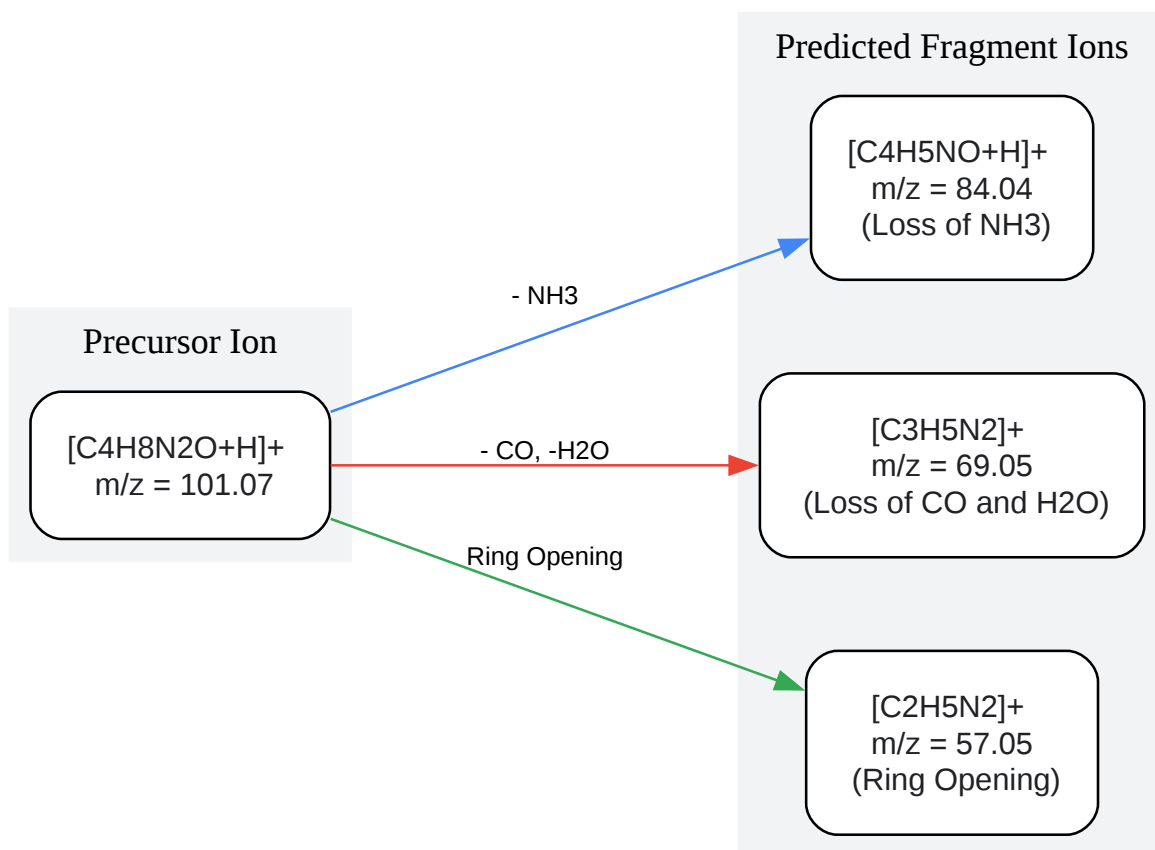 Predicted Fragment Ions
[C4H5NO+H]+
m/z = 84.04
(Loss of NH3)
- NH3
Precursor Ion
[C4H8N2O+H]+
m/z = 101.07
- CO, -H2O
[C3H5N2]+
m/z = 69.05
(Loss of CO and H2O)
Ring Opening
[C2H5N2]+
m/z = 57.05
(Ring Opening)